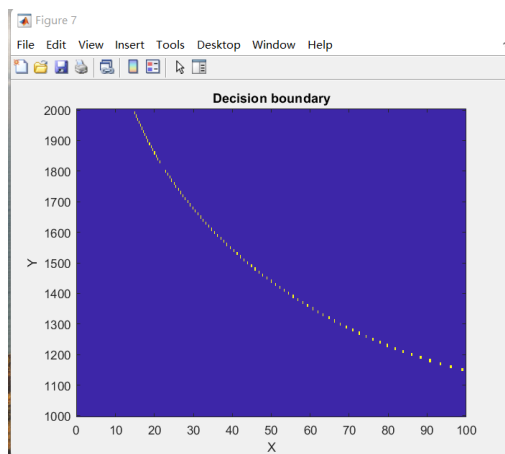 Figure 7
File Edit View Insert Tools Desktop Window Help
Decision boundary
2000
1900
1800
1700
1600
1500
1400
1300
1200
1100
1000
Y
0 10 20 30 40 50 60 70 80 90 100
X